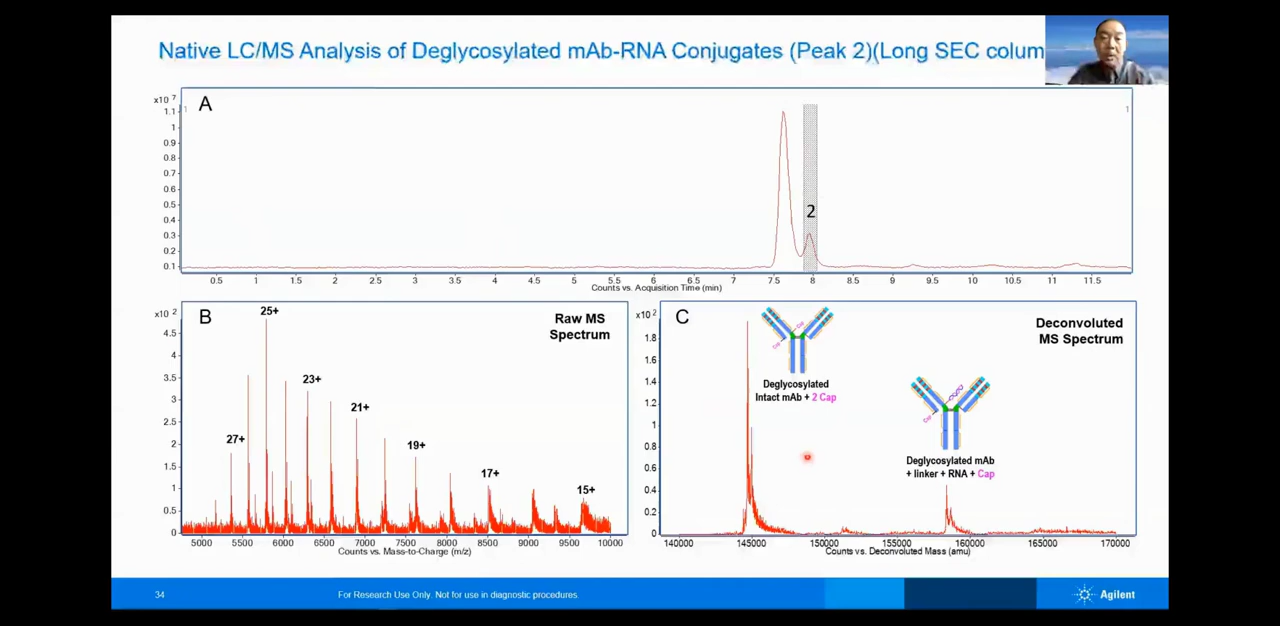 Native LC/MS Analysis of Deglycosylated mAb-RNA Conjugates (Peak 2)(Long SEC colum
x10 7
A
1
1
1.1
1
0.9
0.8
0.7
0.6
0.5
0.4
0.3
0.2
0.1
2
0.5 1 1.5 2 2.5 3 3.5 4 4.5 5 5.5 6 6.5 7 7.5 8 8.5 9 9.5 10 10.5 11 11.5
Counts vs. Acquisition Time (min)
x10 2
B
Raw MS
Spectrum
4.5
4
3.5
3
2.5
2
1.5
1
0.5
0
25+
23+
21+
27+
19+
17+
15+
5000 5500 6000 6500 7000 7500 8000 8500 9000 9500 10000
Counts vs. Mass-to-Charge (m/z)
x10 2
C
Deconvoluted
MS Spectrum
1.8
1.6
1.4
1.2
1
0.8
0.6
0.4
0.2
0
Cap
Cap
Deglycosylated
Intact mAb + 2 Cap
Cap
Deglycosylated mAb
+ linker + RNA + Cap
140000 145000 150000 155000 160000 165000 170000
Counts vs. Deconvoluted Mass (amu)
34
For Research Use Only. Not for use in diagnostic procedures.
Agilent